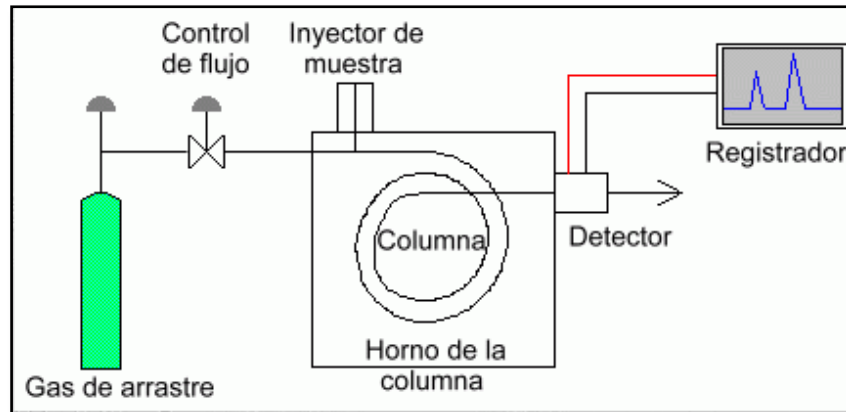 Control
de flujo
Inyector de
muestra
Registrador
Columna
Detector
Horno de la
columna
Gas de arrastre